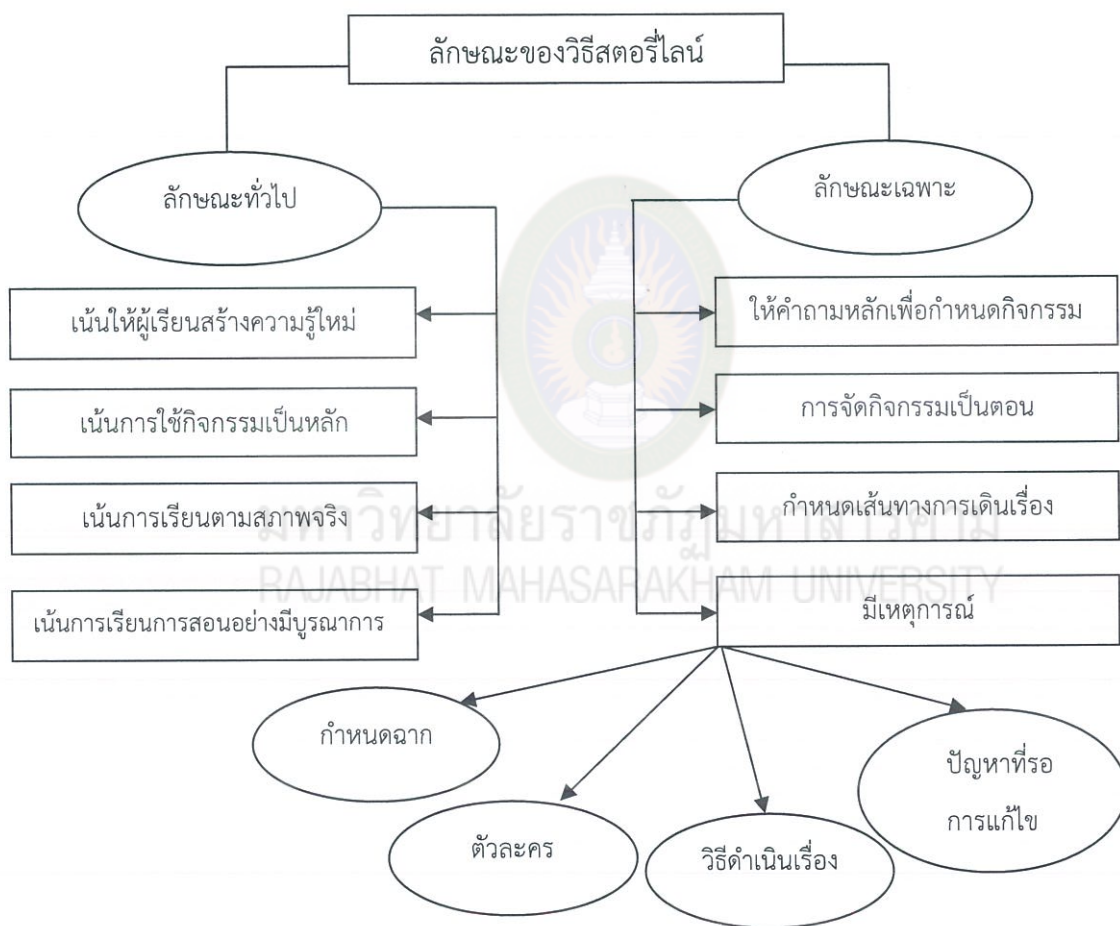 ลักษณะของวิธีสตอรี่ไลน์
ลักษณะทั่วไป
ลักษณะเฉพาะ
เน้นให้ผู้เรียนสร้างความรู้ใหม่
ให้คำถามหลักเพื่อกำหนดกิจกรรม
เน้นการใช้กิจกรรมเป็นหลัก
การจัดกิจกรรมเป็นตอน
เน้นการเรียนตามสภาพจริง
กำหนดเส้นทางการเดินเรื่อง
มหาวิทยาลัยราชภัฏมหาสารคาม
RAJABHAT MAHASARAKHAM UNIVERSITY
เน้นการเรียนการสอนอย่างมีบูรณาการ
มีเหตุการณ์
กำหนดฉาก
ตัวละคร
วิธีดำเนินเรื่อง
ปัญหาที่รอ
การแก้ไข